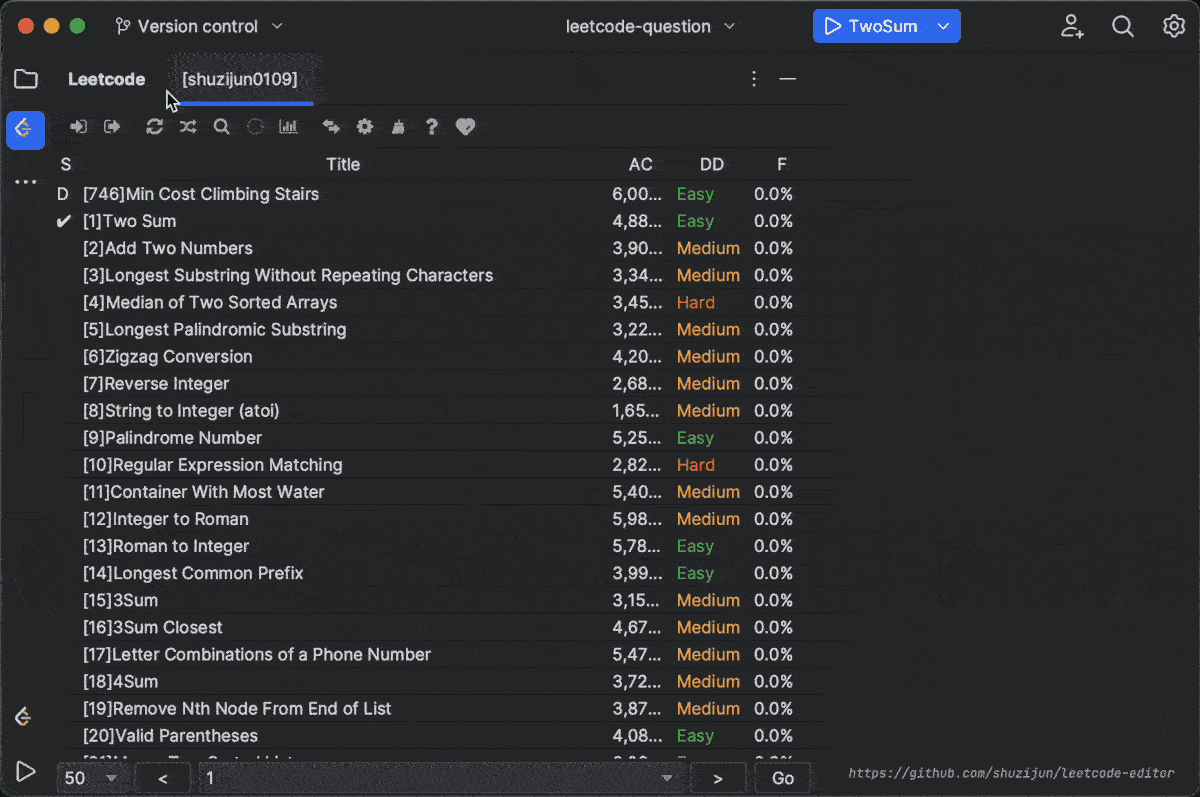 Version control leetcode-question TwoSum
Leetcode [shuzijun0109]
S Title AC DD F
D [746]Min Cost Climbing Stairs 6,00... Easy 0.0%
✔ [1]Two Sum 4,88... Easy 0.0%
[2]Add Two Numbers 3,90... Medium 0.0%
[3]Longest Substring Without Repeating Characters 3,34... Medium 0.0%
[4]Median of Two Sorted Arrays 3,45... Hard 0.0%
[5]Longest Palindromic Substring 3,22... Medium 0.0%
[6]Zigzag Conversion 4,20... Medium 0.0%
[7]Reverse Integer 2,68... Medium 0.0%
[8]String to Integer (atoi) 1,65... Medium 0.0%
[9]Palindrome Number 5,25... Easy 0.0%
[10]Regular Expression Matching 2,82... Hard 0.0%
[11]Container With Most Water 5,40... Medium 0.0%
[12]Integer to Roman 5,98... Medium 0.0%
[13]Roman to Integer 5,78... Easy 0.0%
[14]Longest Common Prefix 3,99... Easy 0.0%
[15]3Sum 3,15... Medium 0.0%
[16]3Sum Closest 4,67... Medium 0.0%
[17]Letter Combinations of a Phone Number 5,47... Medium 0.0%
[18]4Sum 3,72... Medium 0.0%
[19]Remove Nth Node From End of List 3,87... Medium 0.0%
[20]Valid Parentheses 4,08... Easy 0.0%
50 < 1 > Go
https://github.com/shuzijun/leetcode-editor